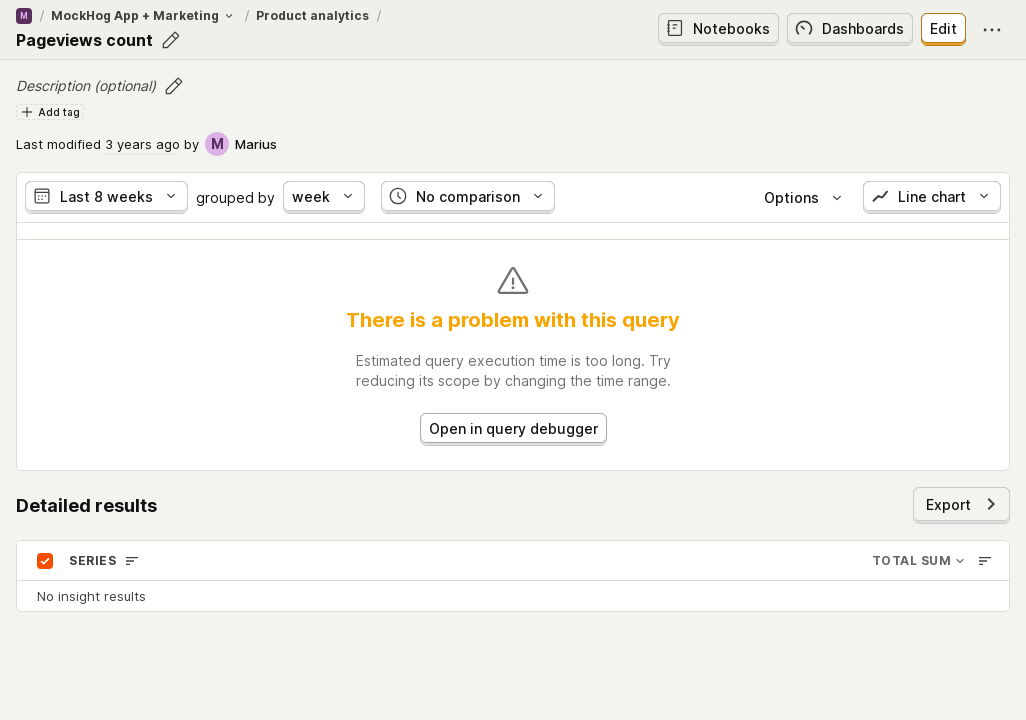 M / MockHog App + Marketing / Product analytics /
Pageviews count
Notebooks
Dashboards
Edit
Description (optional)
Add tag
Last modified 3 years ago by M Marius
Last 8 weeks grouped by week No comparison Options Line chart
There is a problem with this query
Estimated query execution time is too long. Try
reducing its scope by changing the time range.
Open in query debugger
Detailed results
Export
SERIES TOTAL SUM
No insight results